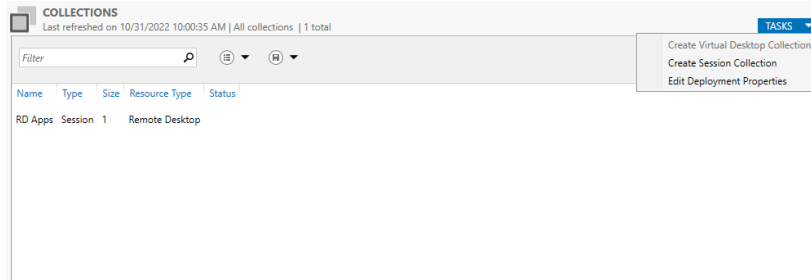 COLLECTIONS
Last refreshed on 10/31/2022 10:00:35 AM | All collections | 1 total
TASKS
Create Virtual Desktop Collection
Create Session Collection
Edit Deployment Properties
Filter
Name Type Size Resource Type Status
RD Apps Session 1 Remote Desktop